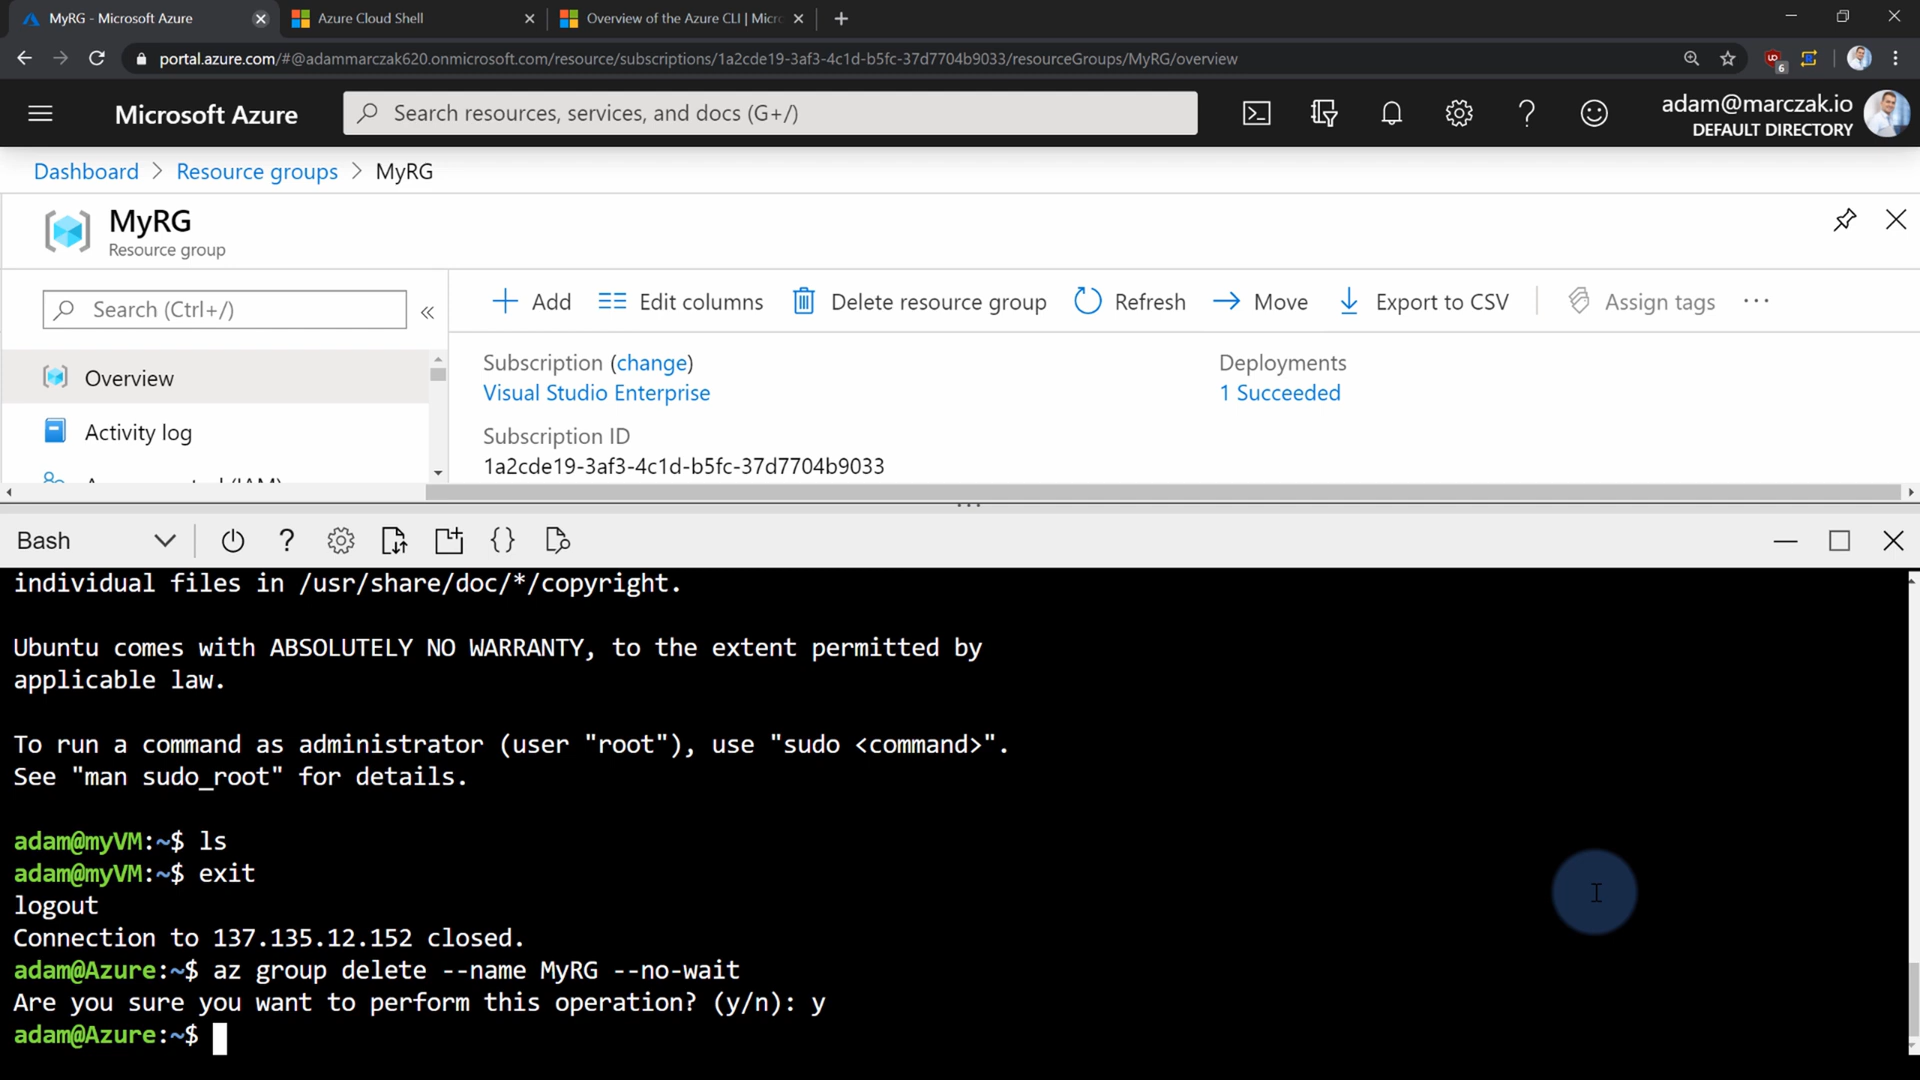 MyRG - Microsoft Azure
Azure Cloud Shell
Overview of the Azure CLI | Micr
portal.azure.com/#@adammarczak620.onmicrosoft.com/resource/subscriptions/1a2cde19-3af3-4c1d-b5fc-37d7704b9033/resourceGroups/MyRG/overview
6
Microsoft Azure
Search resources, services, and docs (G+/)
adam@marczak.io
DEFAULT DIRECTORY
Dashboard > Resource groups > MyRG
MyRG
Resource group
Search (Ctrl+/)
«
Add
Edit columns
Delete resource group
Refresh
Move
Export to CSV
Assign tags
Overview
Activity log
Subscription (change)
Visual Studio Enterprise
Subscription ID
1a2cde19-3af3-4c1d-b5fc-37d7704b9033
Deployments
1 Succeeded
Bash
individual files in /usr/share/doc/*/copyright.
Ubuntu comes with ABSOLUTELY NO WARRANTY, to the extent permitted by
applicable law.
To run a command as administrator (user "root"), use "sudo <command>".
See "man sudo_root" for details.
adam@myVM:~$ ls
adam@myVM:~$ exit
logout
Connection to 137.135.12.152 closed.
adam@Azure:~$ az group delete --name MyRG --no-wait
Are you sure you want to perform this operation? (y/n): y
adam@Azure:~$